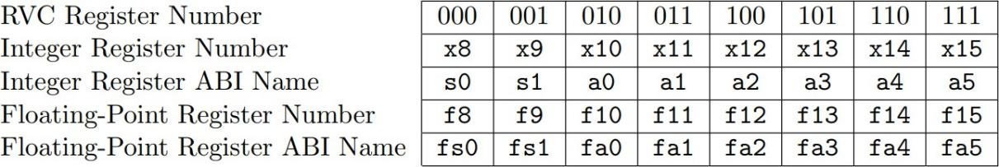 RVC Register Number 000 001 010 011 100 101 110 111
Integer Register Number x8 x9 x10 x11 x12 x13 x14 x15
Integer Register ABI Name s0 s1 a0 a1 a2 a3 a4 a5
Floating-Point Register Number f8 f9 f10 f11 f12 f13 f14 f15
Floating-Point Register ABI Name fs0 fs1 fa0 fa1 fa2 fa3 fa4 fa5